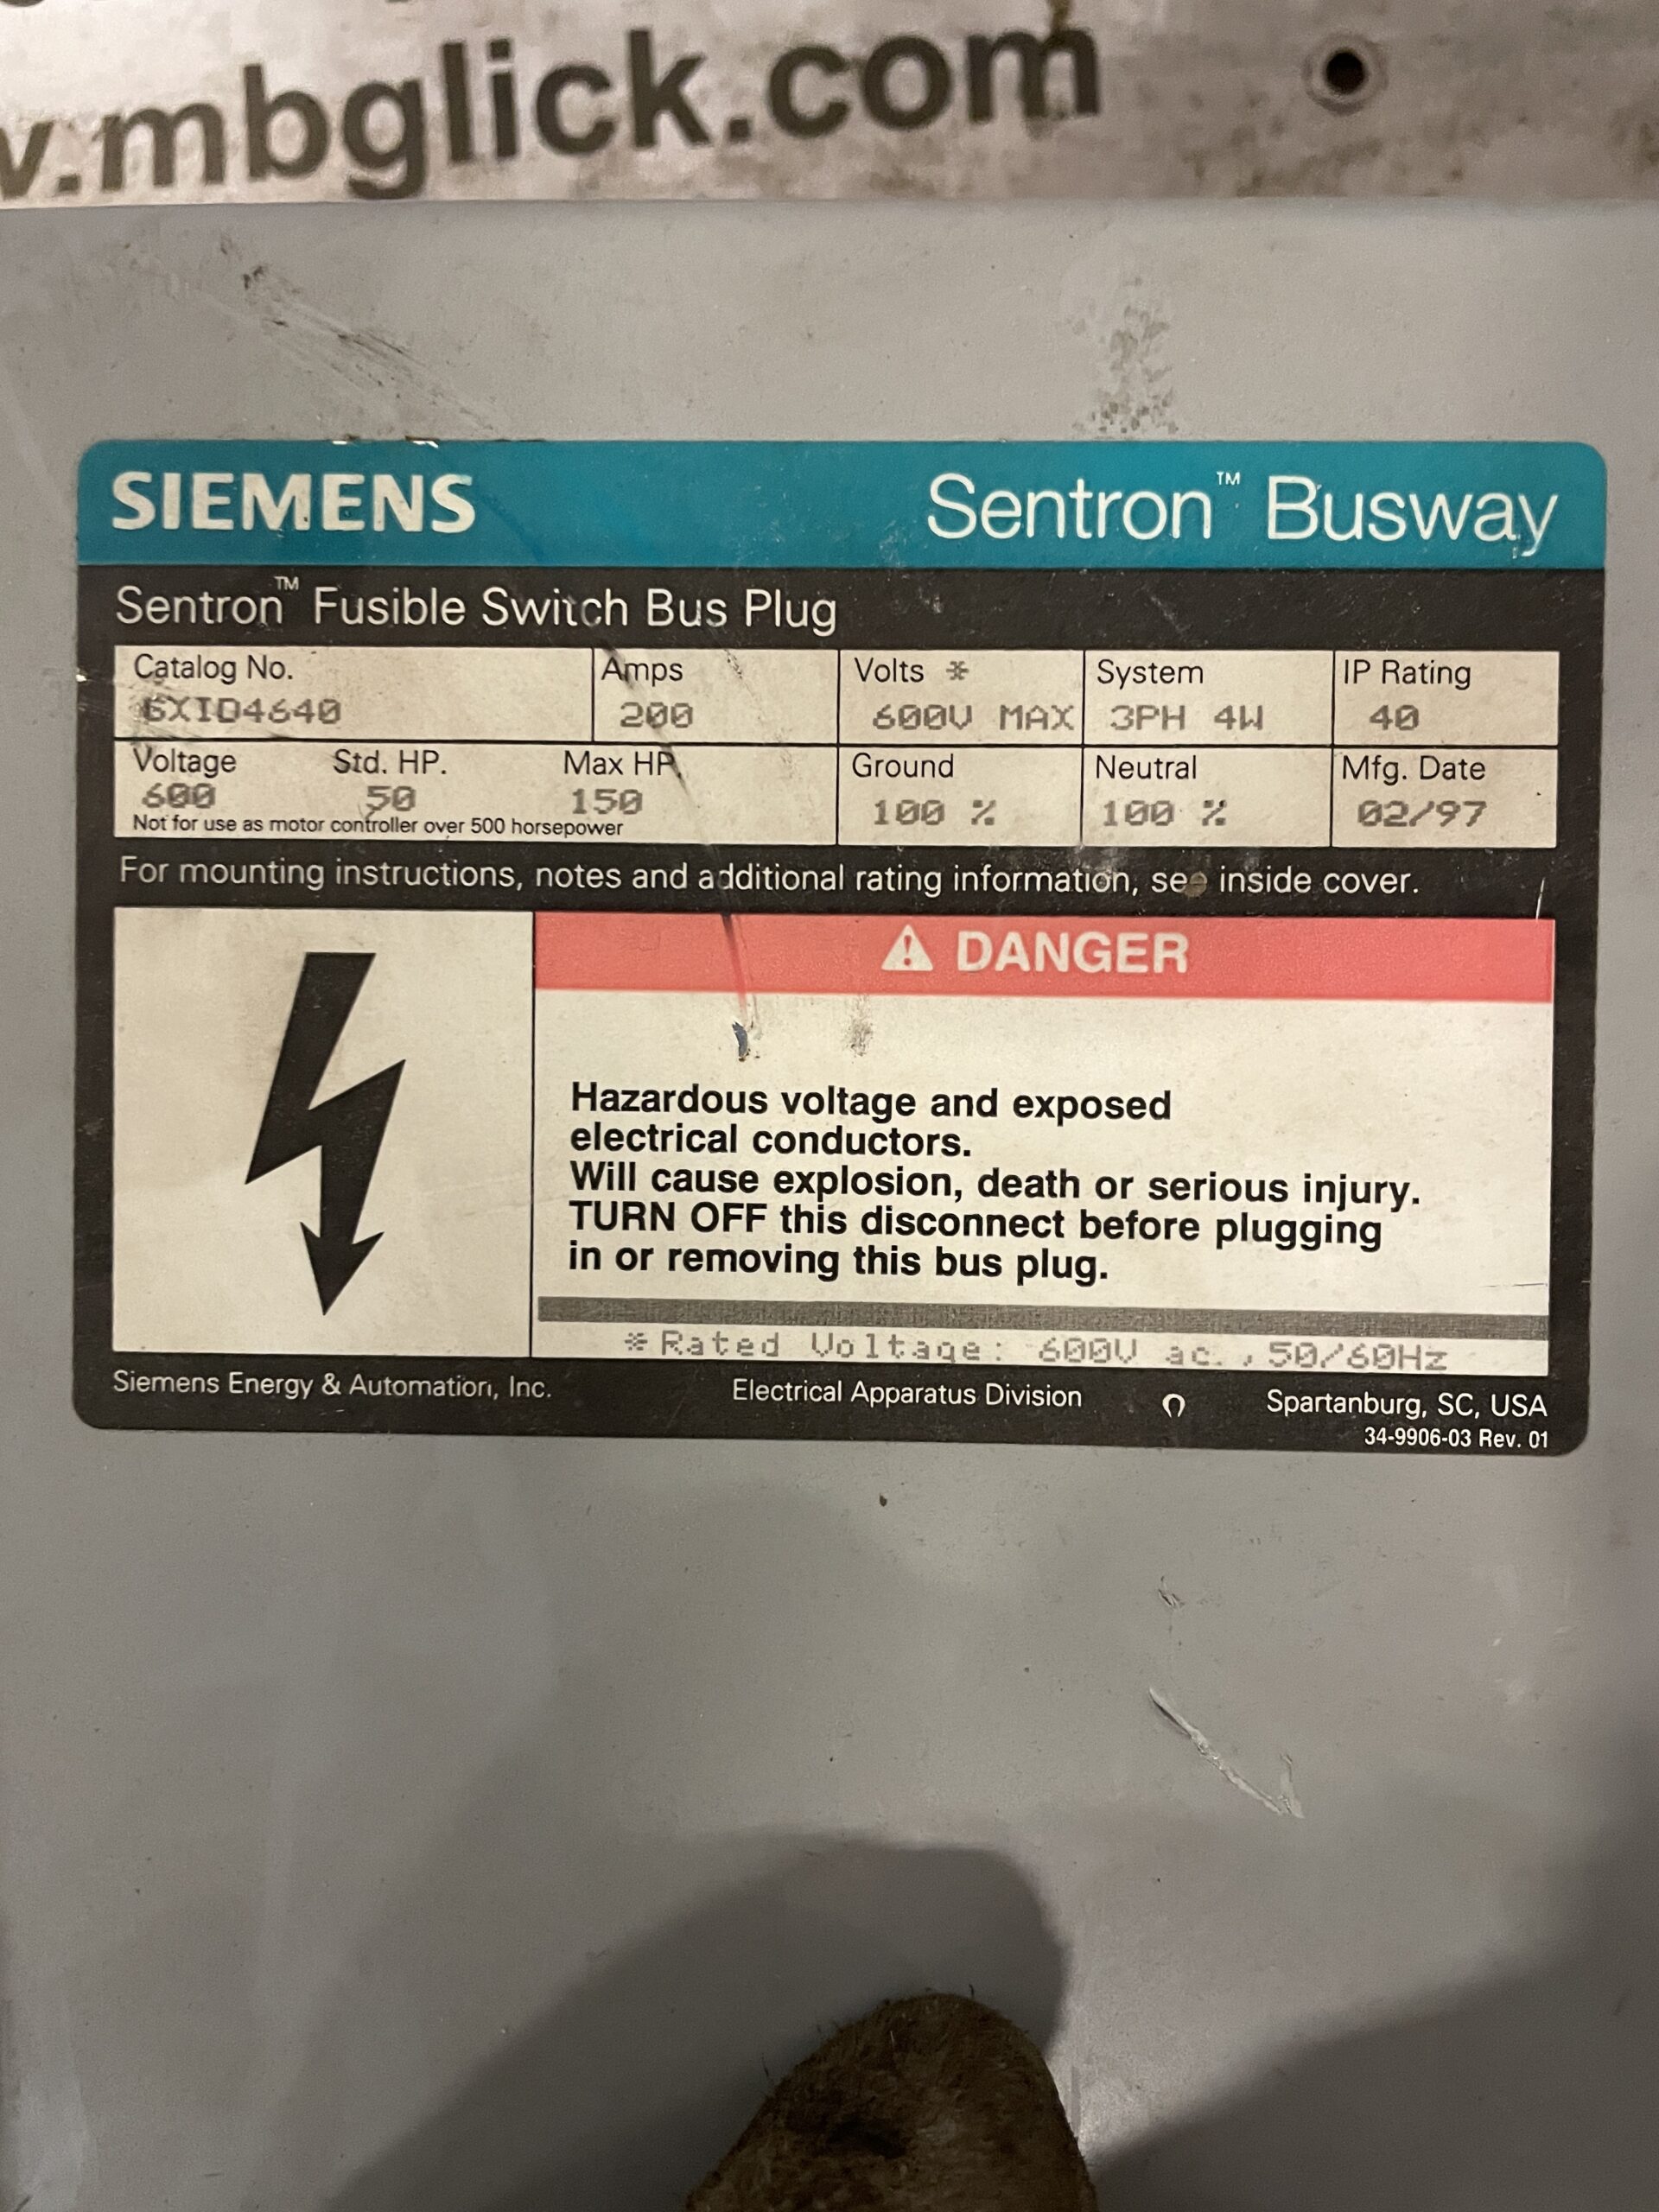 .mbglick.com
SIEMENS Sentron™ Busway
Sentron™ Fusible Switch Bus Plug
Catalog No. Amps Volts * System IP Rating
200 600V MAX 3PH 4W 40
Voltage Std. HP. Max HP. Ground Neutral Mfg. Date
600 50 150 100 % 100 % 02/97
Not for use as motor controller over 500 horsepower
For mounting instructions, notes and additional rating information, see inside cover.
⚠ DANGER
Hazardous voltage and exposed
electrical conductors.
Will cause explosion, death or serious injury.
TURN OFF this disconnect before plugging
in or removing this bus plug.
*Rated Voltage: 600V ac.,50/60Hz
Siemens Energy & Automation, Inc. Electrical Apparatus Division Spartanburg, SC, USA
34-9906-03 Rev. 01